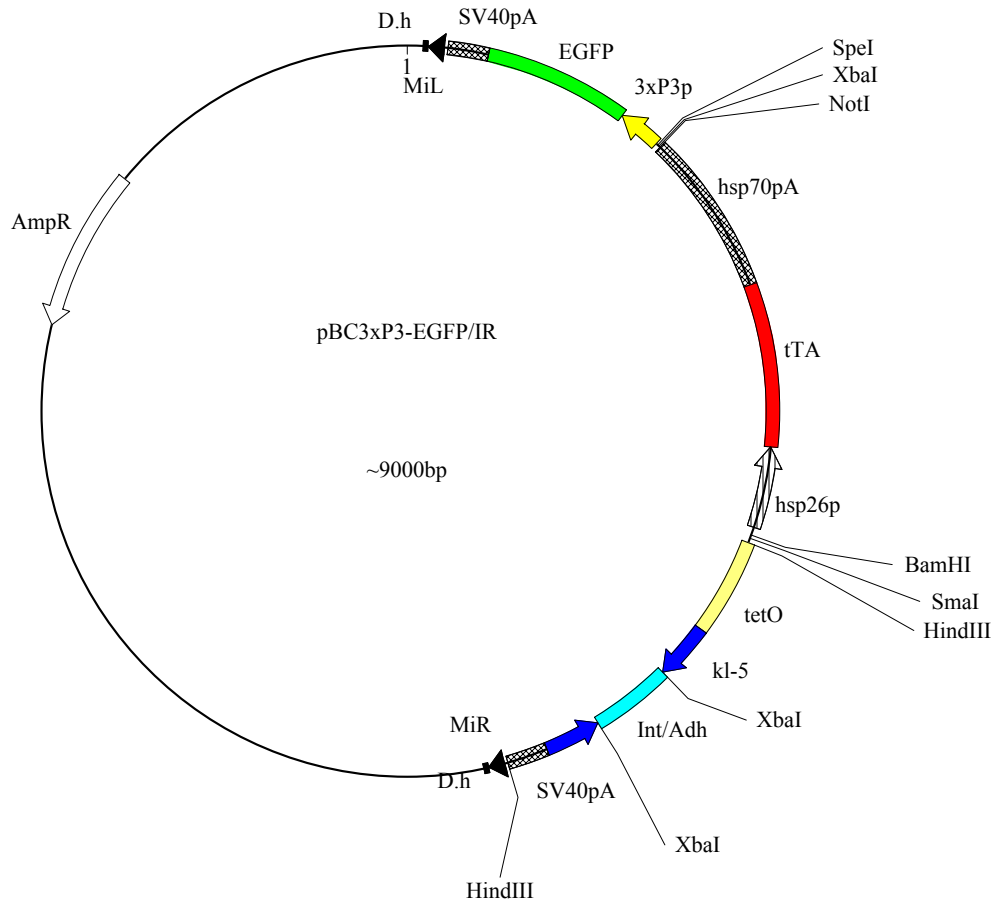 D.h
SV40pA
EGFP
1
MiL
3xP3p
SpeI
XbaI
NotI
hsp70pA
AmpR
pBC3xP3-EGFP/IR
tTA
~9000bp
hsp26p
BamHI
SmaI
HindIII
tetO
kl-5
XbaI
Int/Adh
MiR
D.h
SV40pA
XbaI
HindIII